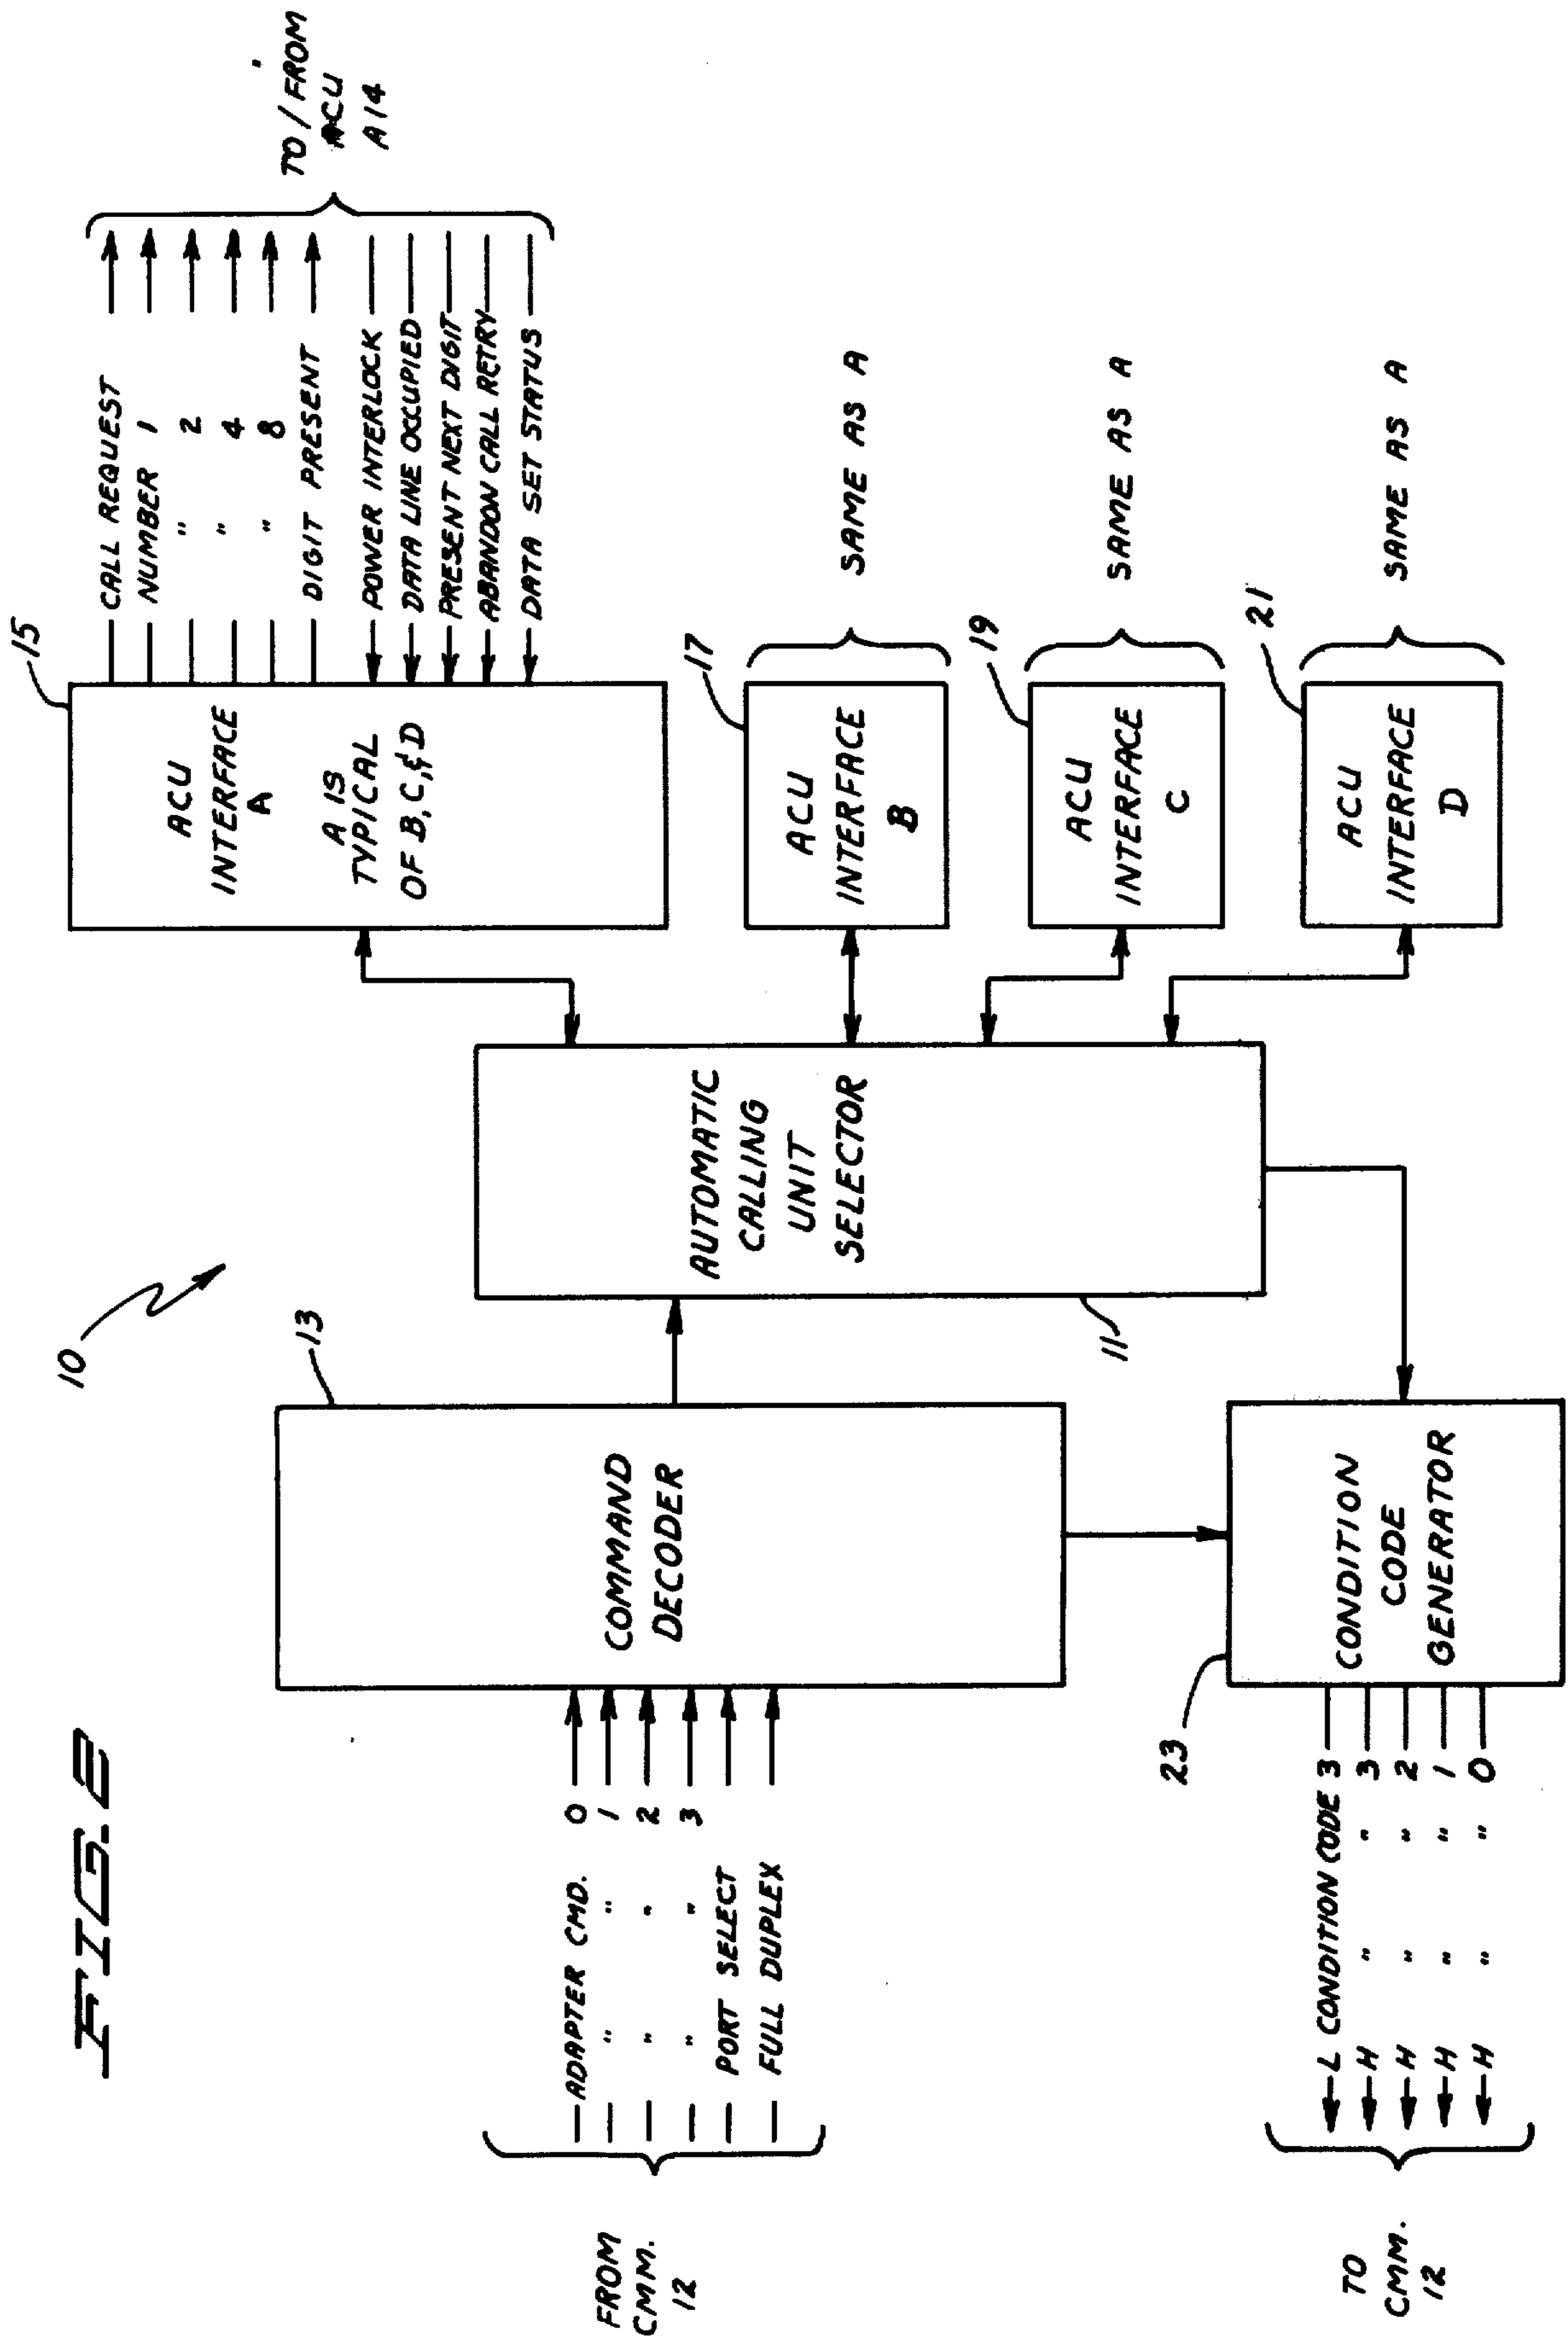 FIG. 2
10
FROM
CMM.
12
ADAPTER CMD. 0
" " 1
" " 2
" " 3
PORT SELECT
FULL DUPLEX
13
COMMAND
DECODER
11
AUTOMATIC
CALLING
UNIT
SELECTOR
15
ACU
INTERFACE
A
A IS
TYPICAL
OF B, C, & D
CALL REQUEST
NUMBER 1
" 2
" 4
" 8
DIGIT PRESENT
POWER INTERLOCK
DATA LINE OCCUPIED
PRESENT NEXT DIGIT
ABANDON CALL RETRY
DATA SET STATUS
TO / FROM
ACU
A14
17
ACU
INTERFACE
B
SAME AS A
19
ACU
INTERFACE
C
SAME AS A
21
ACU
INTERFACE
D
SAME AS A
23
CONDITION
CODE
GENERATOR
L CONDITION CODE 3
H " " 3
H " " 2
H " " 1
H " " 0
TO
CMM.
12